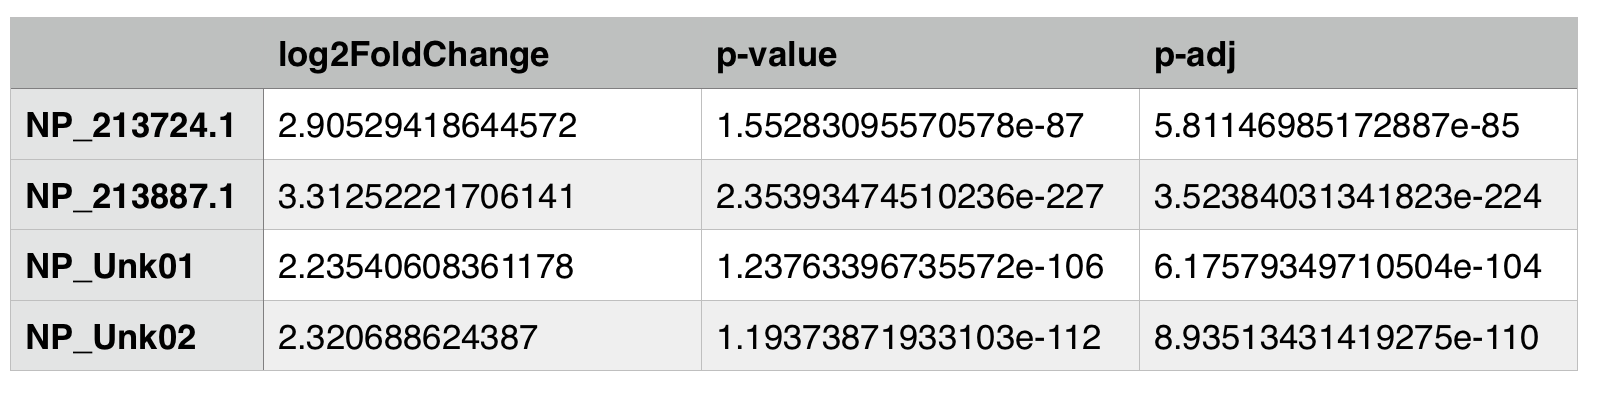 log2FoldChange p-value p-adj
NP_213724.1 2.90529418644572 1.55283095570578e-87 5.81146985172887e-85
NP_213887.1 3.31252221706141 2.35393474510236e-227 3.52384031341823e-224
NP_Unk01 2.23540608361178 1.23763396735572e-106 6.17579349710504e-104
NP_Unk02 2.320688624387 1.19373871933103e-112 8.93513431419275e-110